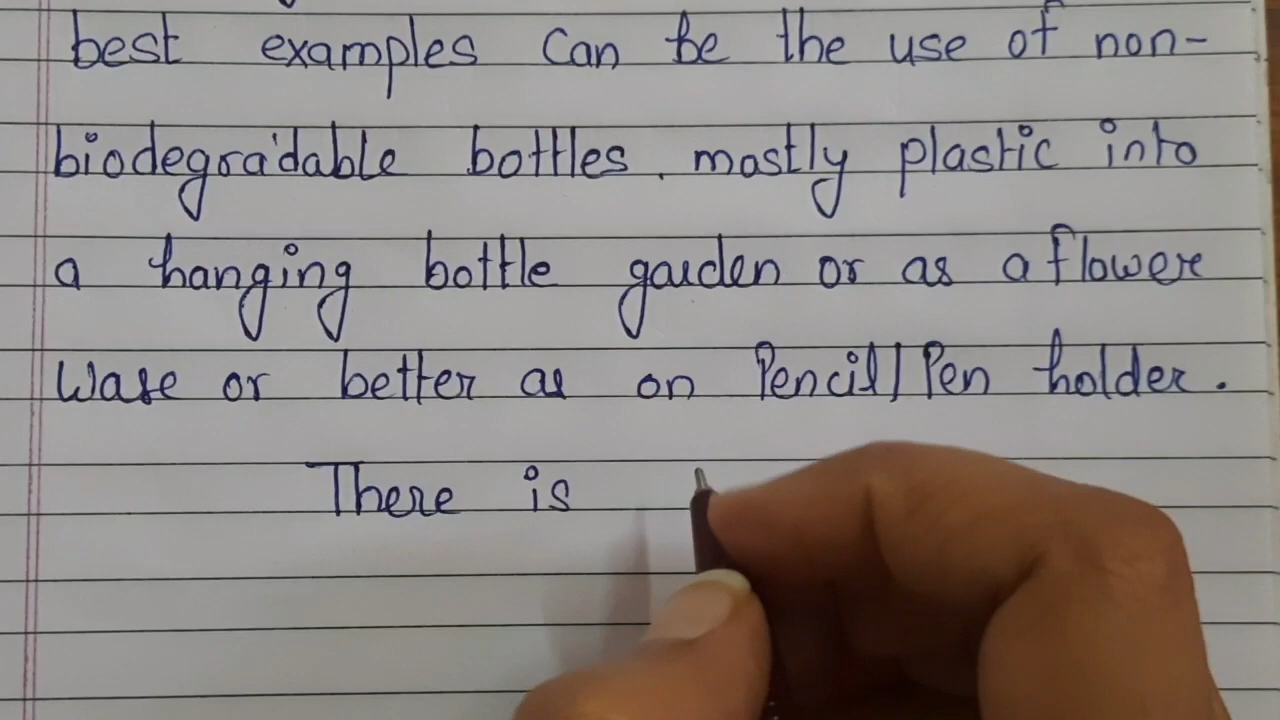 best examples can be the use of non-
biodegradable bottles. mostly plastic into
a hanging bottle garden or as a flower
wase or better as on Pencil/Pen holder.
There is